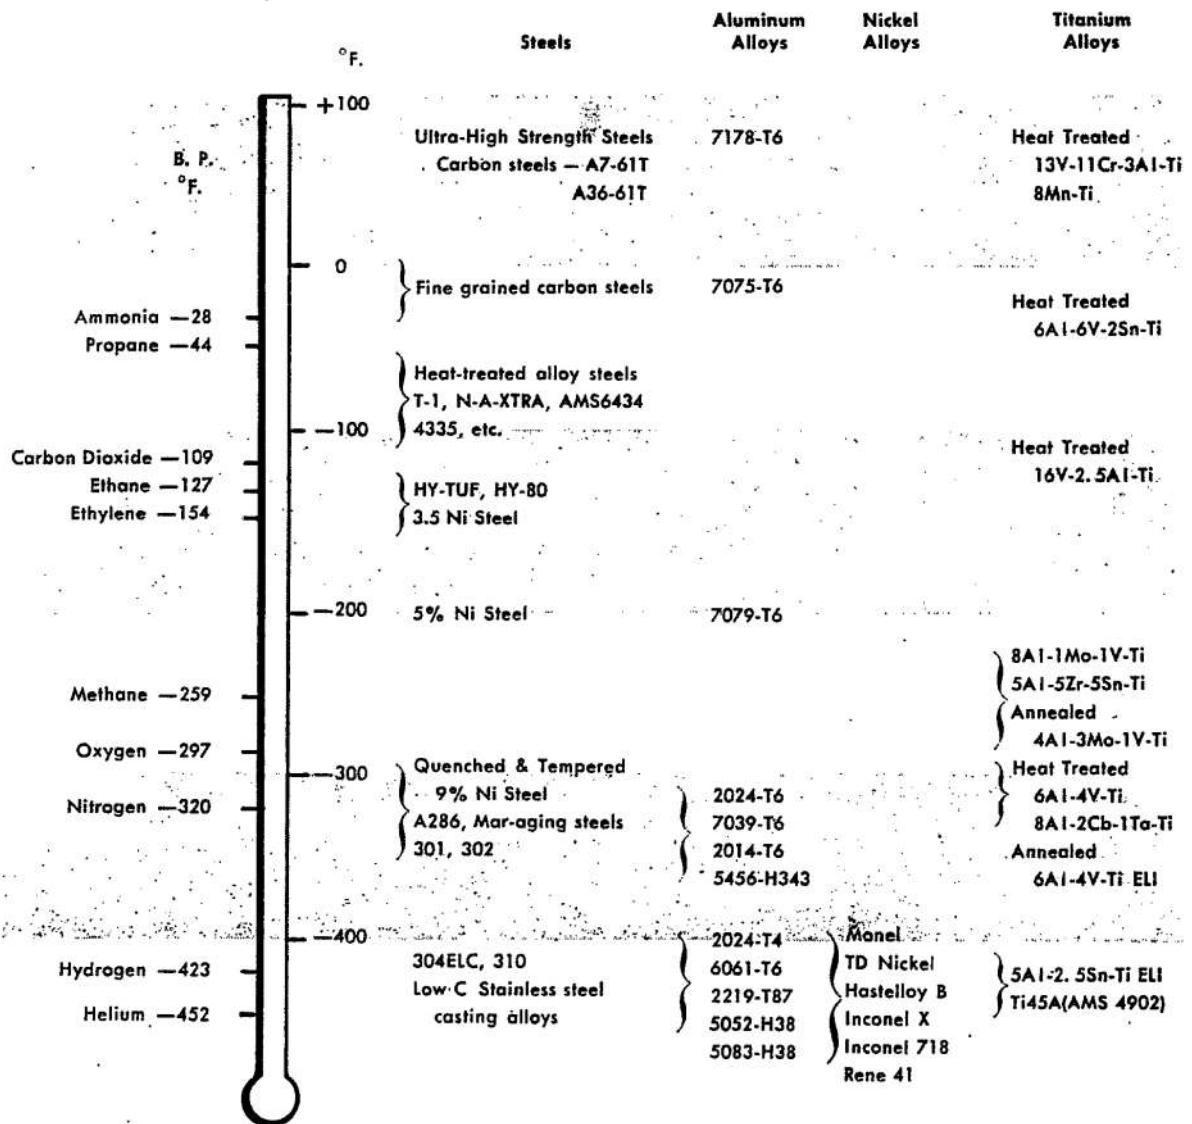 Steels
Aluminum
Alloys
Nickel
Alloys
Titanium
Alloys
°F.
B. P.
°F.
+100
0
—100
—200
—300
—400
Ammonia —28
Propane —44
Carbon Dioxide —109
Ethane —127
Ethylene —154
Methane —259
Oxygen —297
Nitrogen —320
Hydrogen —423
Helium —452
Ultra-High Strength Steels
Carbon steels — A7-61T
A36-61T
Fine grained carbon steels
Heat-treated alloy steels
T-1, N-A-XTRA, AMS6434
4335, etc.
HY-TUF, HY-80
3.5 Ni Steel
5% Ni Steel
Quenched & Tempered
9% Ni Steel
A286, Mar-aging steels
301, 302
304ELC, 310
Low C Stainless steel
casting alloys
7178-T6
7075-T6
7079-T6
2024-T6
7039-T6
2014-T6
5456-H343
2024-T4
6061-T6
2219-T87
5052-H38
5083-H38
Monel
TD Nickel
Hastelloy B
Inconel X
Inconel 718
Rene 41
Heat Treated
13V-11Cr-3Al-Ti
8Mn-Ti
Heat Treated
6Al-6V-2Sn-Ti
Heat Treated
16V-2.5Al-Ti
8Al-1Mo-1V-Ti
5Al-5Zr-5Sn-Ti
Annealed
4Al-3Mo-1V-Ti
Heat Treated
6Al-4V-Ti
8Al-2Cb-1Ta-Ti
Annealed
6Al-4V-Ti ELI
5Al-2.5Sn-Ti ELI
Ti45A(AMS 4902)